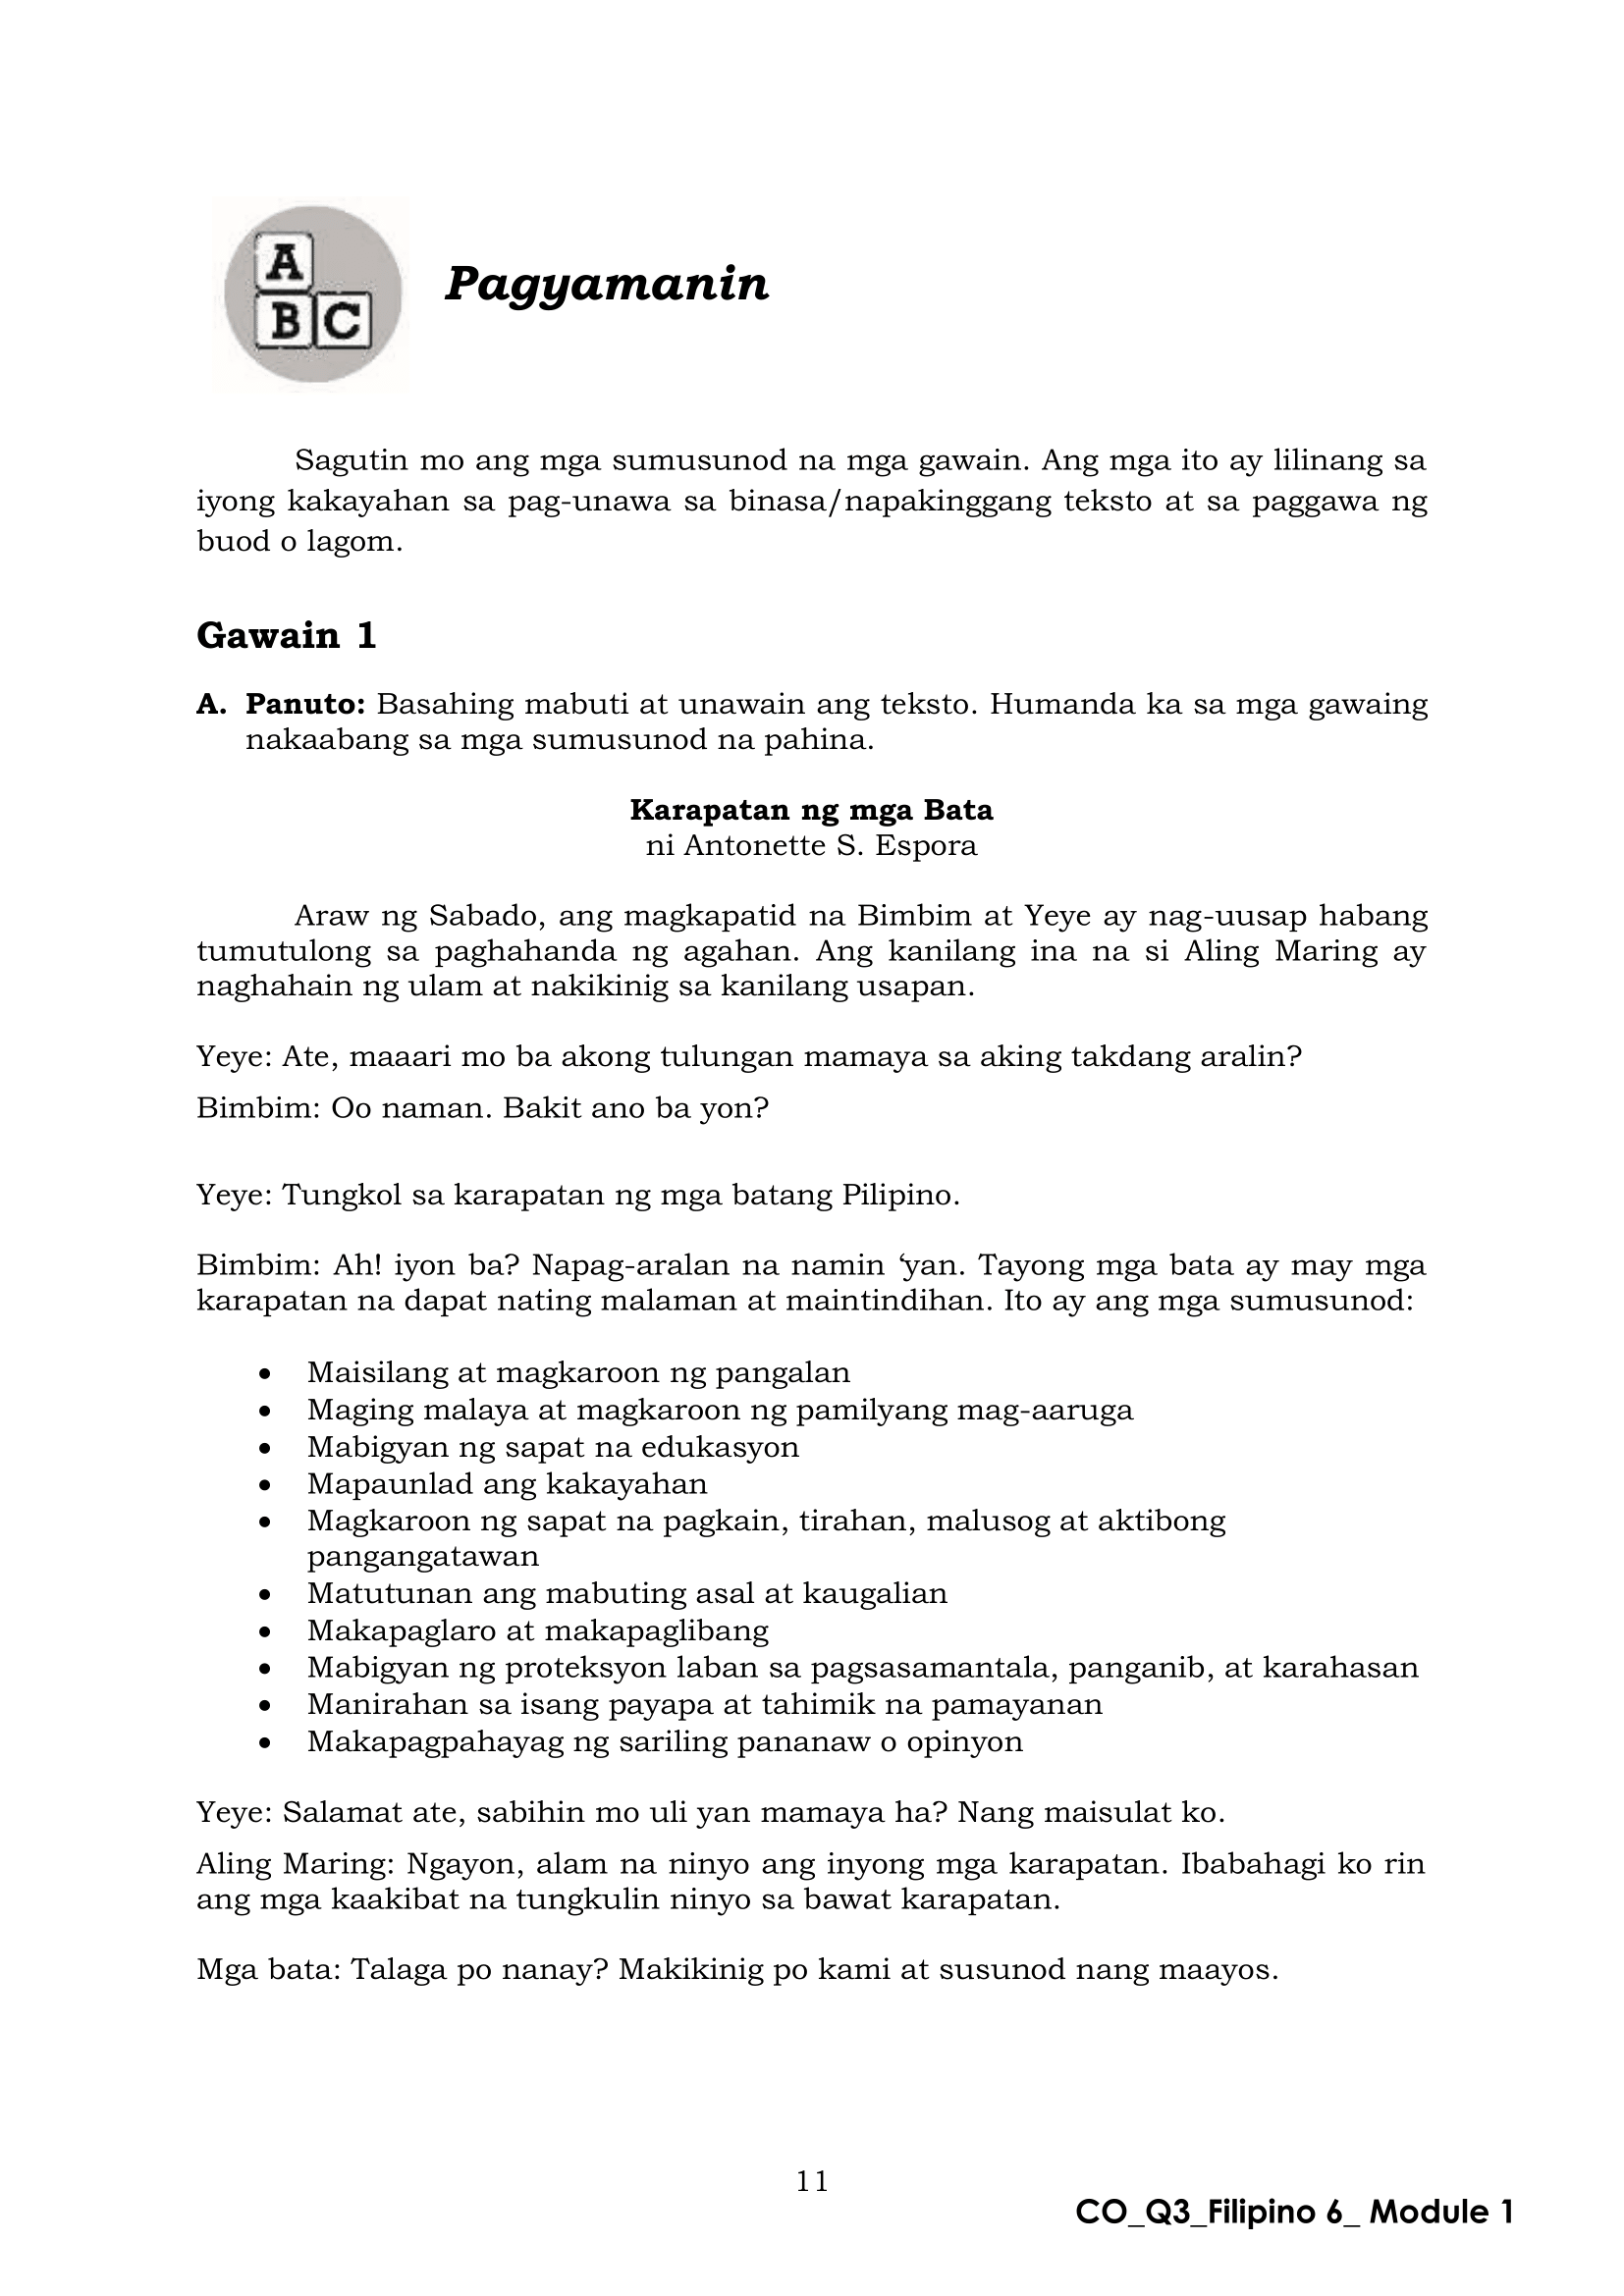 A
B C
Pagyamanin
Sagutin mo ang mga sumusunod na mga gawain. Ang mga ito ay lilinang sa
iyong kakayahan sa pag-unawa sa binasa/napakinggang teksto at sa paggawa ng
buod o lagom.
Gawain 1
A. Panuto: Basahing mabuti at unawain ang teksto. Humanda ka sa mga gawaing
nakaabang sa mga sumusunod na pahina.
Karapatan ng mga Bata
ni Antonette S. Espora
Araw ng Sabado, ang magkapatid na Bimbim at Yeye ay nag-uusap habang
tumutulong sa paghahanda ng agahan. Ang kanilang ina na si Aling Maring ay
naghahain ng ulam at nakikinig sa kanilang usapan.
Yeye: Ate, maaari mo ba akong tulungan mamaya sa aking takdang aralin?
Bimbim: Oo naman. Bakit ano ba yon?
Yeye: Tungkol sa karapatan ng mga batang Pilipino.
Bimbim: Ah! iyon ba? Napag-aralan na namin ‘yan. Tayong mga bata ay may mga
karapatan na dapat nating malaman at maintindihan. Ito ay ang mga sumusunod:
• Maisilang at magkaroon ng pangalan
• Maging malaya at magkaroon ng pamilyang mag-aaruga
• Mabigyan ng sapat na edukasyon
• Mapaunlad ang kakayahan
• Magkaroon ng sapat na pagkain, tirahan, malusog at aktibong
pangangatawan
• Matutunan ang mabuting asal at kaugalian
• Makapaglaro at makapaglibang
• Mabigyan ng proteksyon laban sa pagsasamantala, panganib, at karahasan
• Manirahan sa isang payapa at tahimik na pamayanan
• Makapagpahayag ng sariling pananaw o opinyon
Yeye: Salamat ate, sabihin mo uli yan mamaya ha? Nang maisulat ko.
Aling Maring: Ngayon, alam na ninyo ang inyong mga karapatan. Ibabahagi ko rin
ang mga kaakibat na tungkulin ninyo sa bawat karapatan.
Mga bata: Talaga po nanay? Makikinig po kami at susunod nang maayos.
11
CO_Q3_Filipino 6_ Module 1